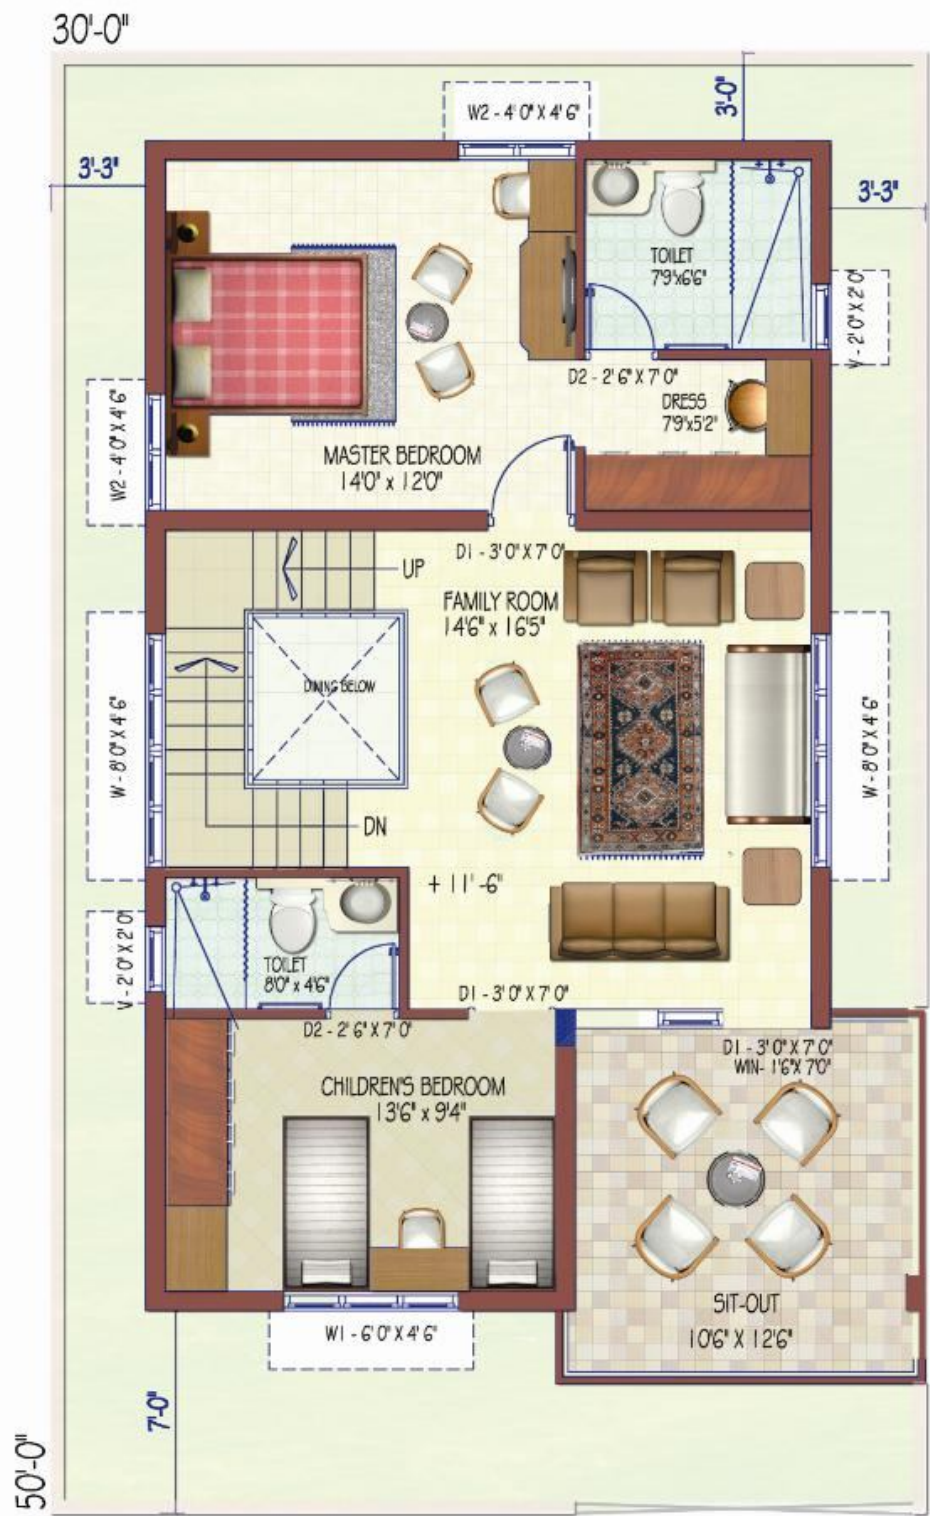 30'-0"
3'-0"
W2 - 4' 0" X 4' 6"
3'-3"
3'-3"
TOILET
7'9"x6'6"
V - 2' 0" X 2' 0"
D2 - 2' 6" X 7' 0"
DRESS
7'9"x5'2"
W2 - 4' 0" X 4' 6"
MASTER BEDROOM
14'0" x 12'0"
D1 - 3' 0" X 7' 0"
UP
FAMILY ROOM
14'6" x 16'5"
DINING BELOW
W - 8' 0" X 4' 6"
W - 8' 0" X 4' 6"
DN
+ 11' -6"
V - 2' 0" X 2' 0"
TOILET
8'0" x 4'6"
D1 - 3' 0" X 7' 0"
D2 - 2' 6" X 7' 0"
D1 - 3' 0" X 7' 0"
WIN- 1'6"X 7'0"
CHILDREN'S BEDROOM
13'6" x 9'4"
SIT-OUT
10'6" X 12'6"
W1 - 6' 0" X 4' 6"
7'-0"
50'-0"